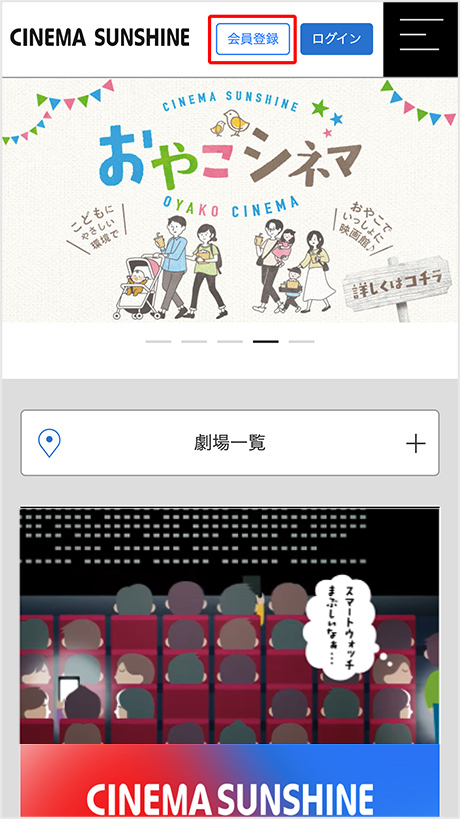 CINEMA SUNSHINE
会員登録
ログイン
CINEMA SUNSHINE
おやこシネマ
OYAKO CINEMA
こどもに
やさしい
環境で
おやこで
いっしょに
映画館♪
詳しくはコチラ
劇場一覧
スマートウォッチ
まぶしいなぁ・・・
CINEMA SUNSHINE